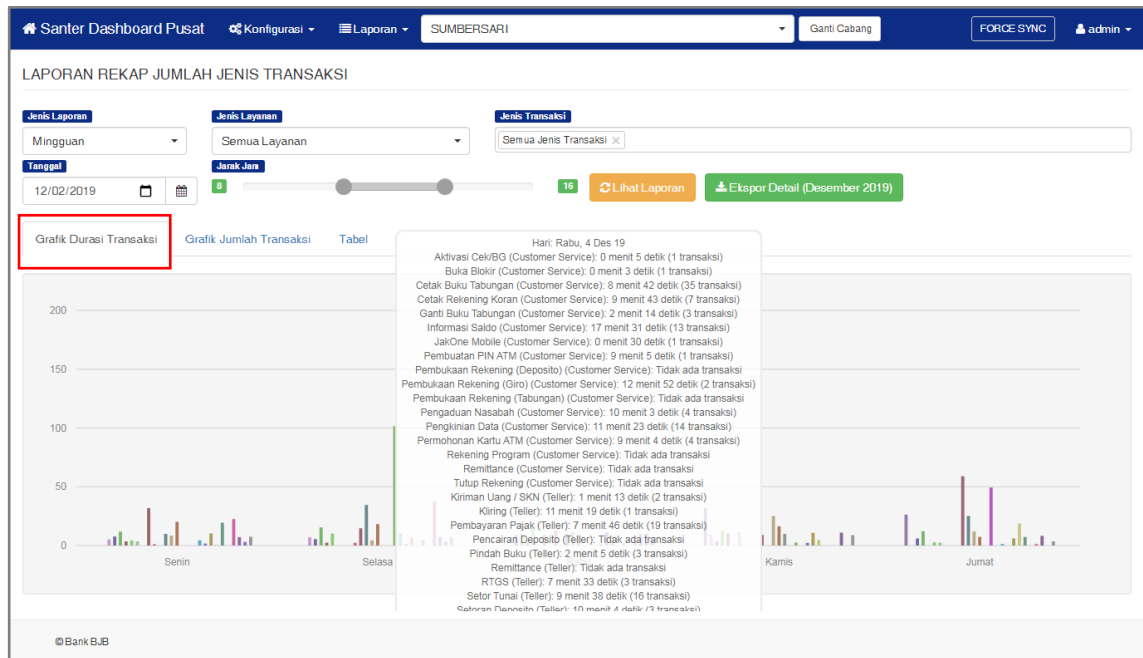 Santer Dashboard Pusat Konfigurasi Laporan SUMBERSARI Ganti Cabang FORCE SYNC admin
LAPORAN REKAP JUMLAH JENIS TRANSAKSI
Jenis Laporan Jenis Layanan Jenis Transaksi
Mingguan Semua Layanan Semua Jenis Transaksi ×
Tanggal Jarak Jam
12/02/2019 8 16 Lihat Laporan Ekspor Detail (Desember 2019)
Grafik Durasi Transaksi Grafik Jumlah Transaksi Tabel
Hari: Rabu, 4 Des 19
Aktivasi Cek/BG (Customer Service): 0 menit 5 detik (1 transaksi)
Buka Blokir (Customer Service): 0 menit 3 detik (1 transaksi)
Cetak Buku Tabungan (Customer Service): 8 menit 42 detik (35 transaksi)
Cetak Rekening Koran (Customer Service): 9 menit 43 detik (7 transaksi)
Ganti Buku Tabungan (Customer Service): 2 menit 14 detik (3 transaksi)
Informasi Saldo (Customer Service): 17 menit 31 detik (13 transaksi)
JakOne Mobile (Customer Service): 0 menit 30 detik (1 transaksi)
Pembuatan PIN ATM (Customer Service): 9 menit 5 detik (1 transaksi)
Pembukaan Rekening (Deposito) (Customer Service): Tidak ada transaksi
Pembukaan Rekening (Giro) (Customer Service): 12 menit 52 detik (2 transaksi)
Pembukaan Rekening (Tabungan) (Customer Service): Tidak ada transaksi
Pengaduan Nasabah (Customer Service): 10 menit 3 detik (4 transaksi)
Pengkinian Data (Customer Service): 11 menit 23 detik (14 transaksi)
Permohonan Kartu ATM (Customer Service): 9 menit 4 detik (4 transaksi)
Rekening Program (Customer Service): Tidak ada transaksi
Remittance (Customer Service): Tidak ada transaksi
Tutup Rekening (Customer Service): Tidak ada transaksi
Kiriman Uang / SKN (Teller): 1 menit 13 detik (2 transaksi)
Kliring (Teller): 11 menit 19 detik (1 transaksi)
Pembayaran Pajak (Teller): 7 menit 46 detik (19 transaksi)
Pencairan Deposito (Teller): Tidak ada transaksi
Pindah Buku (Teller): 2 menit 5 detik (3 transaksi)
Remittance (Teller): Tidak ada transaksi
RTGS (Teller): 7 menit 33 detik (3 transaksi)
Setor Tunai (Teller): 9 menit 38 detik (16 transaksi)
Setoran Deposito (Teller): 10 menit 4 detik (3 transaksi)
200
150
100
50
0
Senin Selasa Kamis Jumat
© Bank BJB